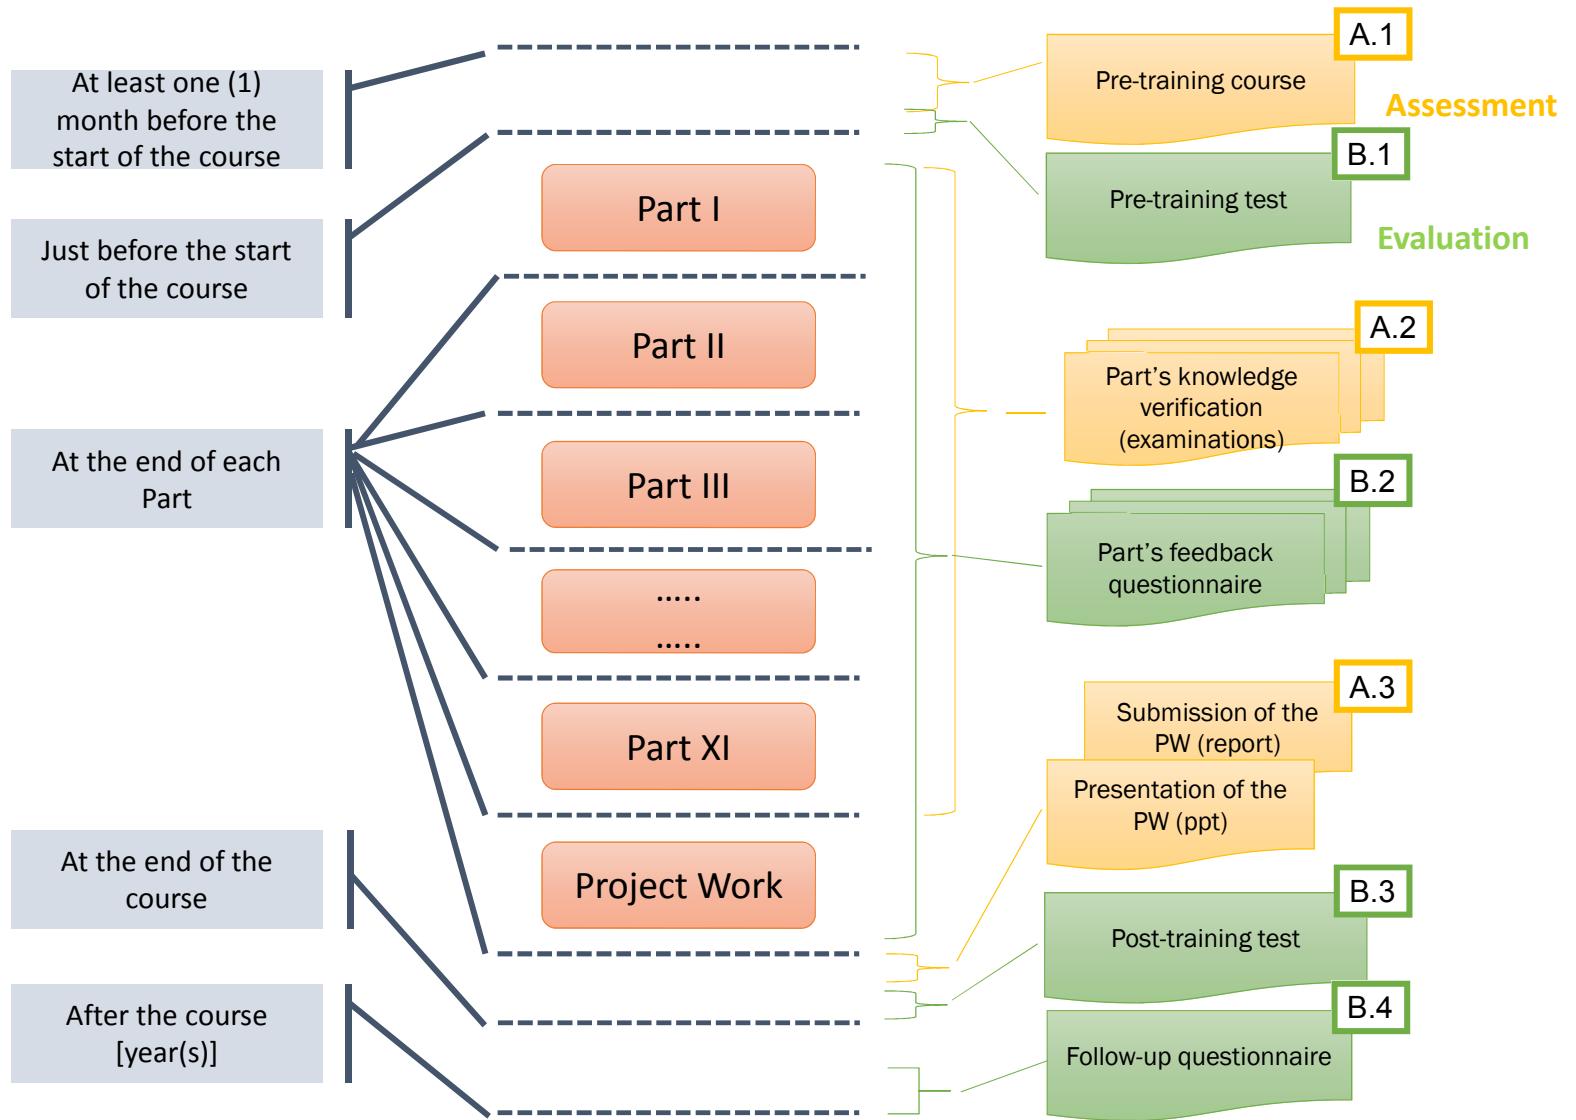 At least one (1)
month before the
start of the course
Just before the start
of the course
At the end of each
Part
At the end of the
course
After the course
[year(s)]
Part I
Part II
Part III
.....
.....
Part XI
Project Work
A.1
Pre-training course
Assessment
B.1
Pre-training test
Evaluation
A.2
Part’s knowledge
verification
(examinations)
B.2
Part’s feedback
questionnaire
A.3
Submission of the
PW (report)
Presentation of the
PW (ppt)
B.3
Post-training test
B.4
Follow-up questionnaire